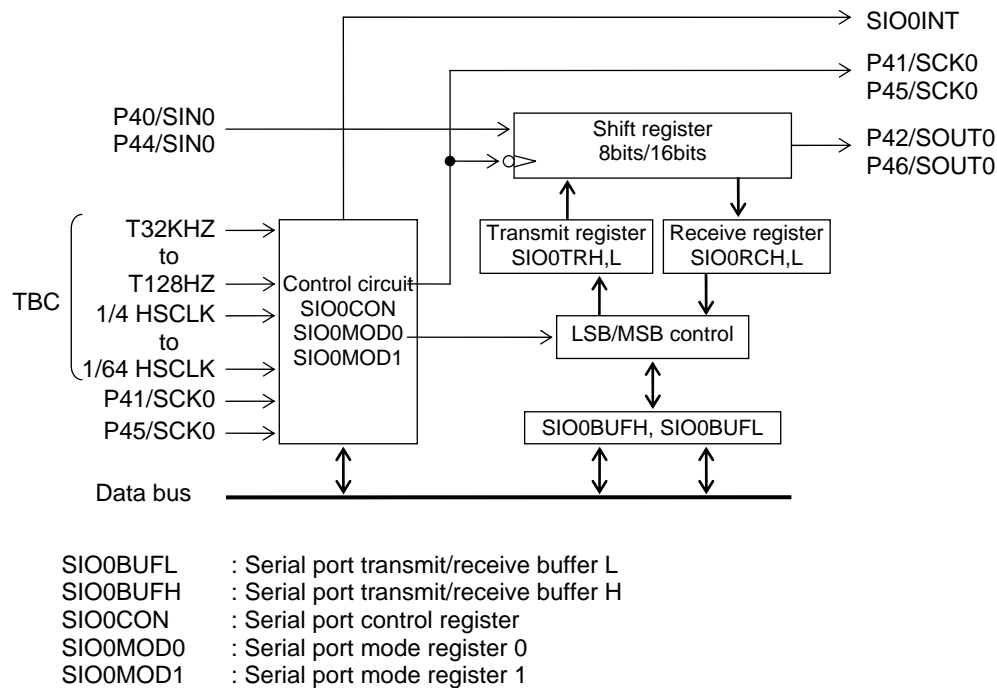 SIO0INT
P41/SCK0
P45/SCK0
P40/SIN0
P44/SIN0
Shift register
8bits/16bits
P42/SOUT0
P46/SOUT0
TBC
T32KHZ
to
T128HZ
1/4 HSCLK
to
1/64 HSCLK
P41/SCK0
P45/SCK0
Control circuit
SIO0CON
SIO0MOD0
SIO0MOD1
Transmit register
SIO0TRH,L
Receive register
SIO0RCH,L
LSB/MSB control
SIO0BUFH, SIO0BUFL
Data bus
SIO0BUFL : Serial port transmit/receive buffer L
SIO0BUFH : Serial port transmit/receive buffer H
SIO0CON : Serial port control register
SIO0MOD0 : Serial port mode register 0
SIO0MOD1 : Serial port mode register 1